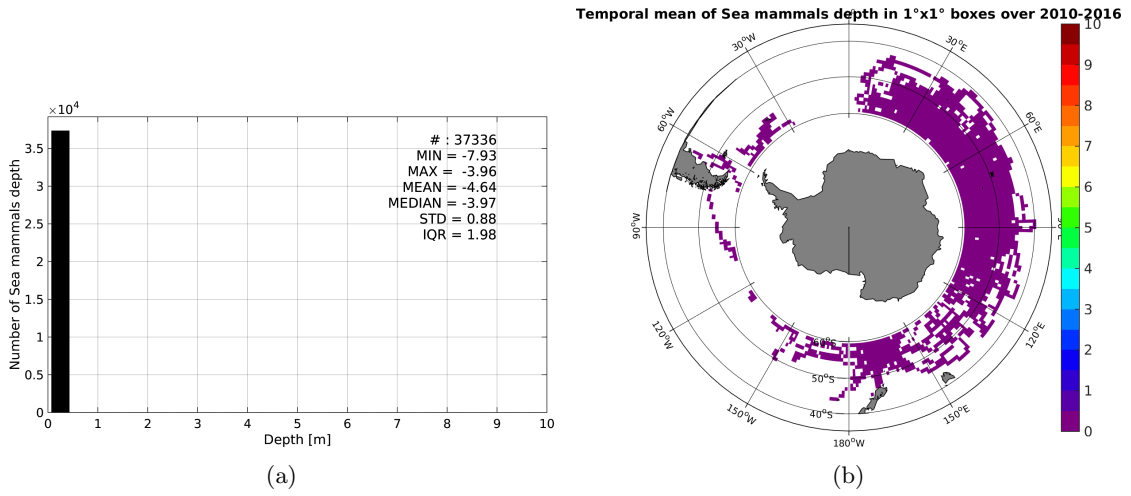 Temporal mean of Sea mammals depth in 1°x1° boxes over 2010-2016
×10⁴
Number of Sea mammals depth
3.5
3
2.5
2
1.5
1
0.5
0
# : 37336
MIN = -7.93
MAX = -3.96
MEAN = -4.64
MEDIAN = -3.97
STD = 0.88
IQR = 1.98
0 1 2 3 4 5 6 7 8 9 10
Depth [m]
(a)
30°W
30°E
60°W
60°E
90°W
120°W
120°E
150°W
150°E
180°W
60°S
50°S
40°S
10
9
8
7
6
5
4
3
2
1
0
(b)